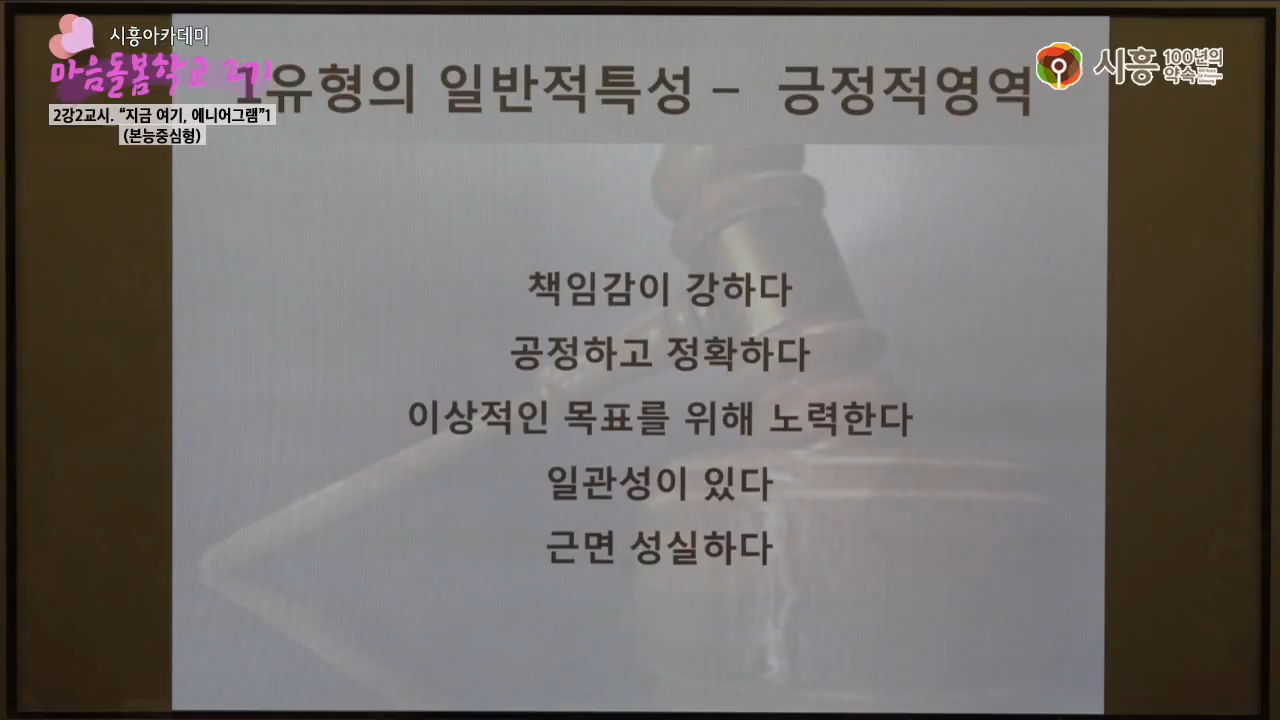 시흥아카데미
마음돌봄학교 2기
2강2교시. “지금 여기, 에니어그램”1
(본능중심형)
시흥 100년의 약속
1유형의 일반적특성 – 긍정적영역
책임감이 강하다
공정하고 정확하다
이상적인 목표를 위해 노력한다
일관성이 있다
근면 성실하다